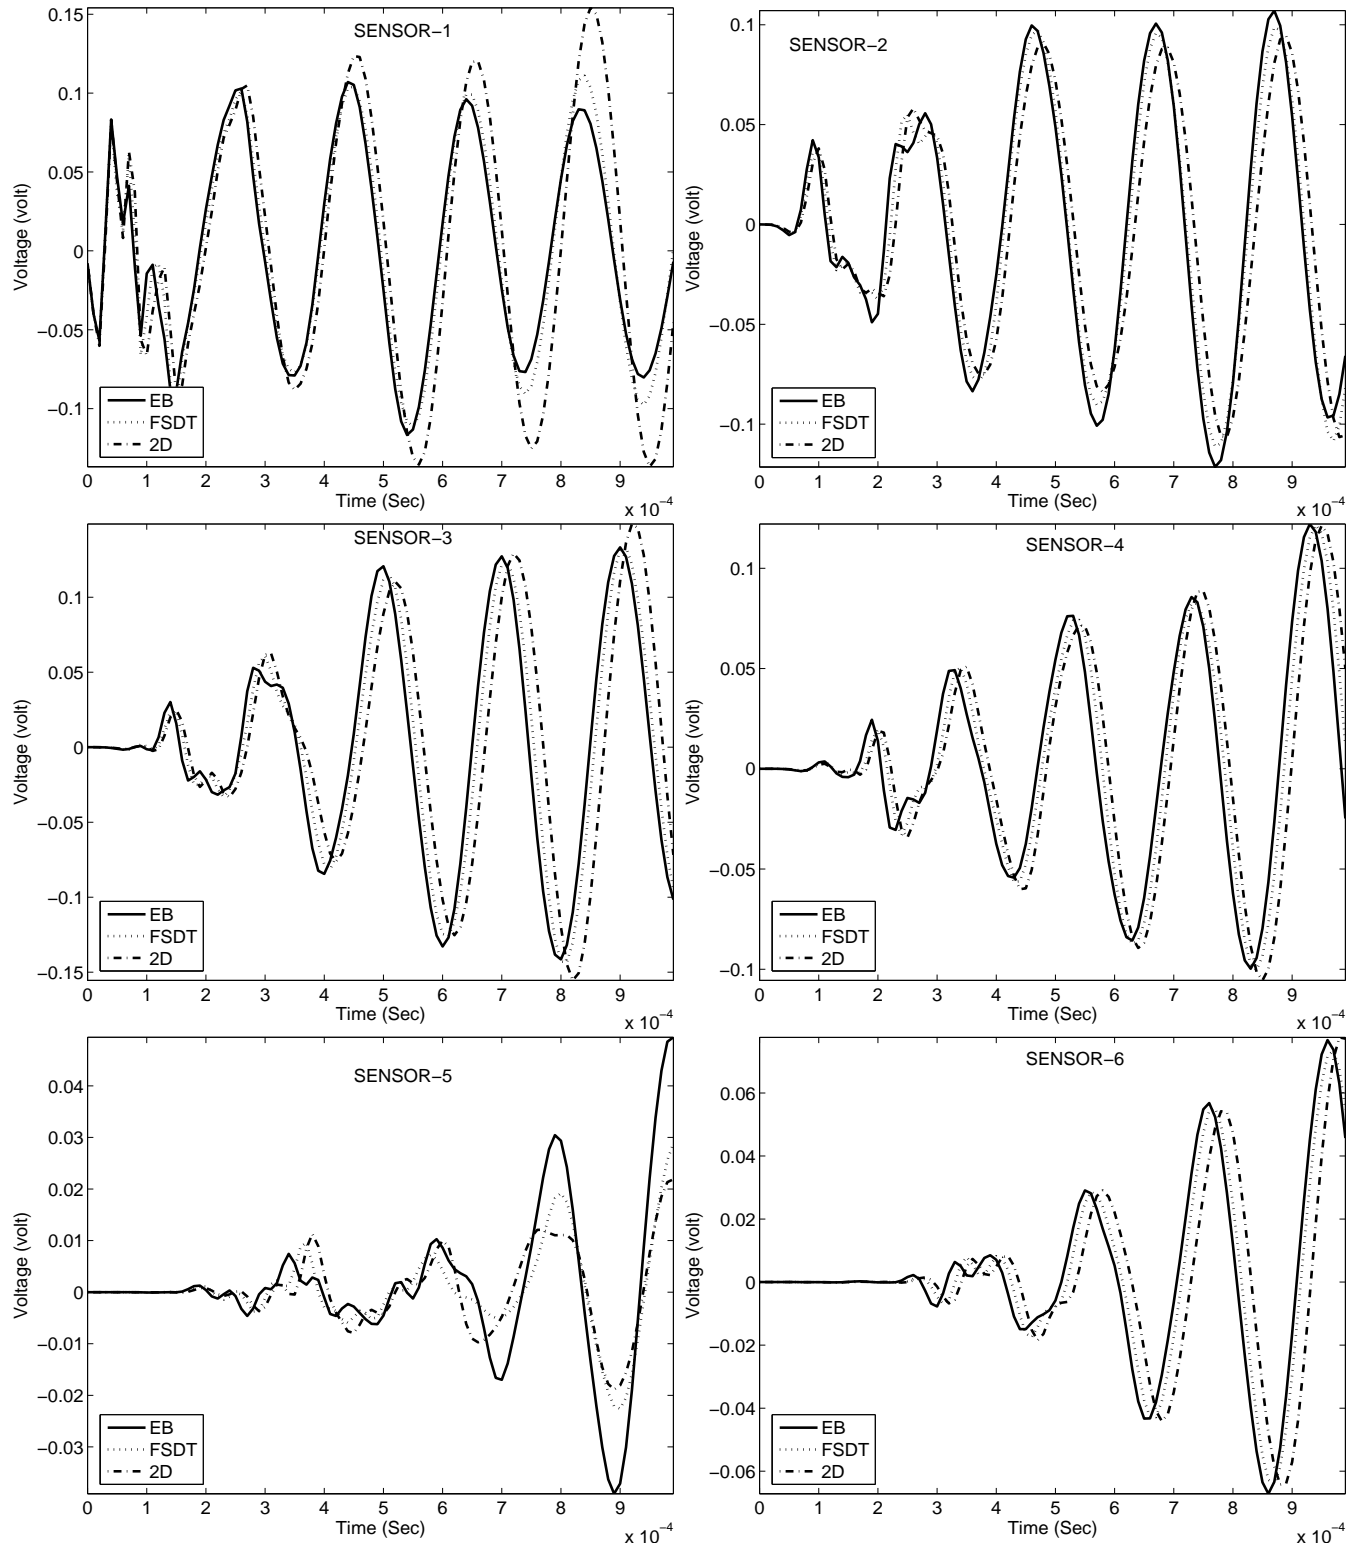 SENSOR−1
Voltage (volt)
0.15
0.1
0.05
0
−0.05
−0.1
EB
FSDT
2D
0 1 2 3 4 5 6 7 8 9
Time (Sec)
x 10−4
SENSOR−2
Voltage (volt)
0.1
0.05
0
−0.05
−0.1
EB
FSDT
2D
0 1 2 3 4 5 6 7 8 9
Time (Sec)
x 10−4
SENSOR−3
Voltage (volt)
0.1
0.05
0
−0.05
−0.1
−0.15
EB
FSDT
2D
0 1 2 3 4 5 6 7 8 9
Time (Sec)
x 10−4
SENSOR−4
Voltage (volt)
0.1
0.05
0
−0.05
−0.1
EB
FSDT
2D
0 1 2 3 4 5 6 7 8 9
Time (Sec)
x 10−4
SENSOR−5
Voltage (volt)
0.04
0.03
0.02
0.01
0
−0.01
−0.02
−0.03
EB
FSDT
2D
0 1 2 3 4 5 6 7 8 9
Time (Sec)
x 10−4
SENSOR−6
Voltage (volt)
0.06
0.04
0.02
0
−0.02
−0.04
−0.06
EB
FSDT
2D
0 1 2 3 4 5 6 7 8 9
Time (Sec)
x 10−4